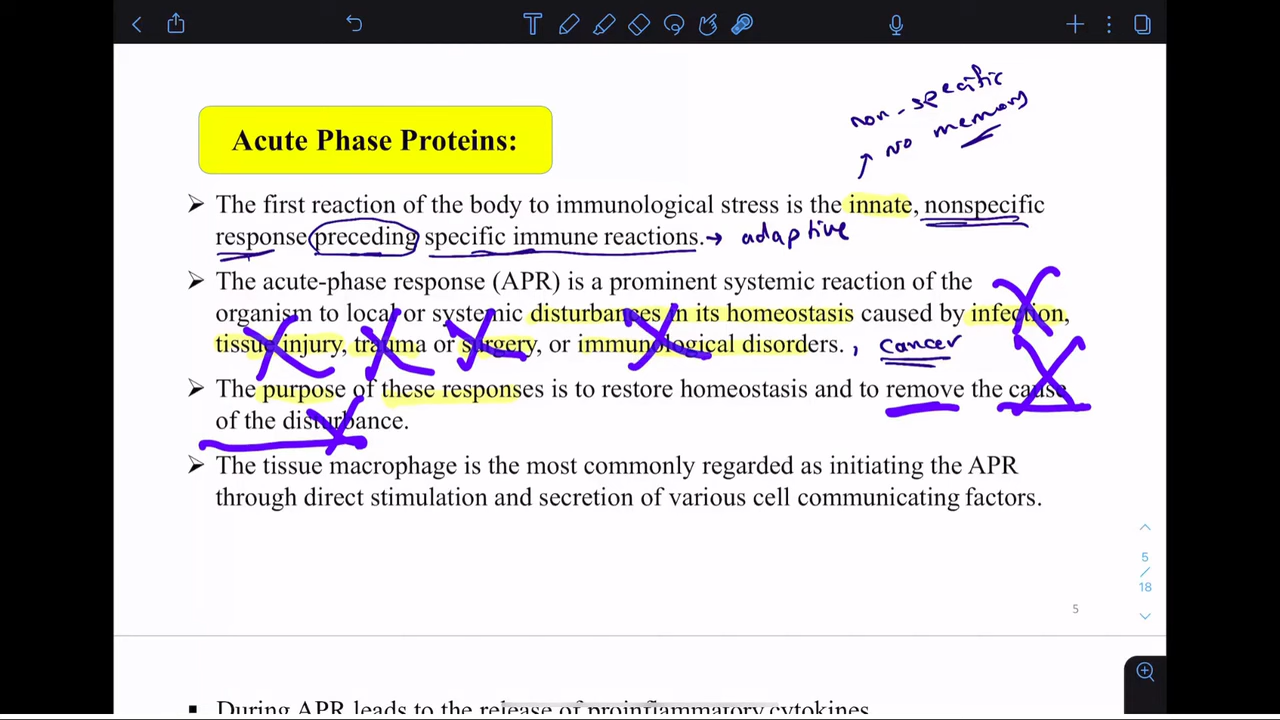 non-specific
↗ no memory
Acute Phase Proteins:
➢ The first reaction of the body to immunological stress is the innate, nonspecific
response preceding specific immune reactions. → adaptive
➢ The acute-phase response (APR) is a prominent systemic reaction of the
organism to local or systemic disturbances in its homeostasis caused by infection,
tissue injury, trauma or surgery, or immunological disorders. , cancer
➢ The purpose of these responses is to restore homeostasis and to remove the cause
of the disturbance.
➢ The tissue macrophage is the most commonly regarded as initiating the APR
through direct stimulation and secretion of various cell communicating factors.
5
/
18
5
▪ During APR leads to the release of proinflammatory cytokines